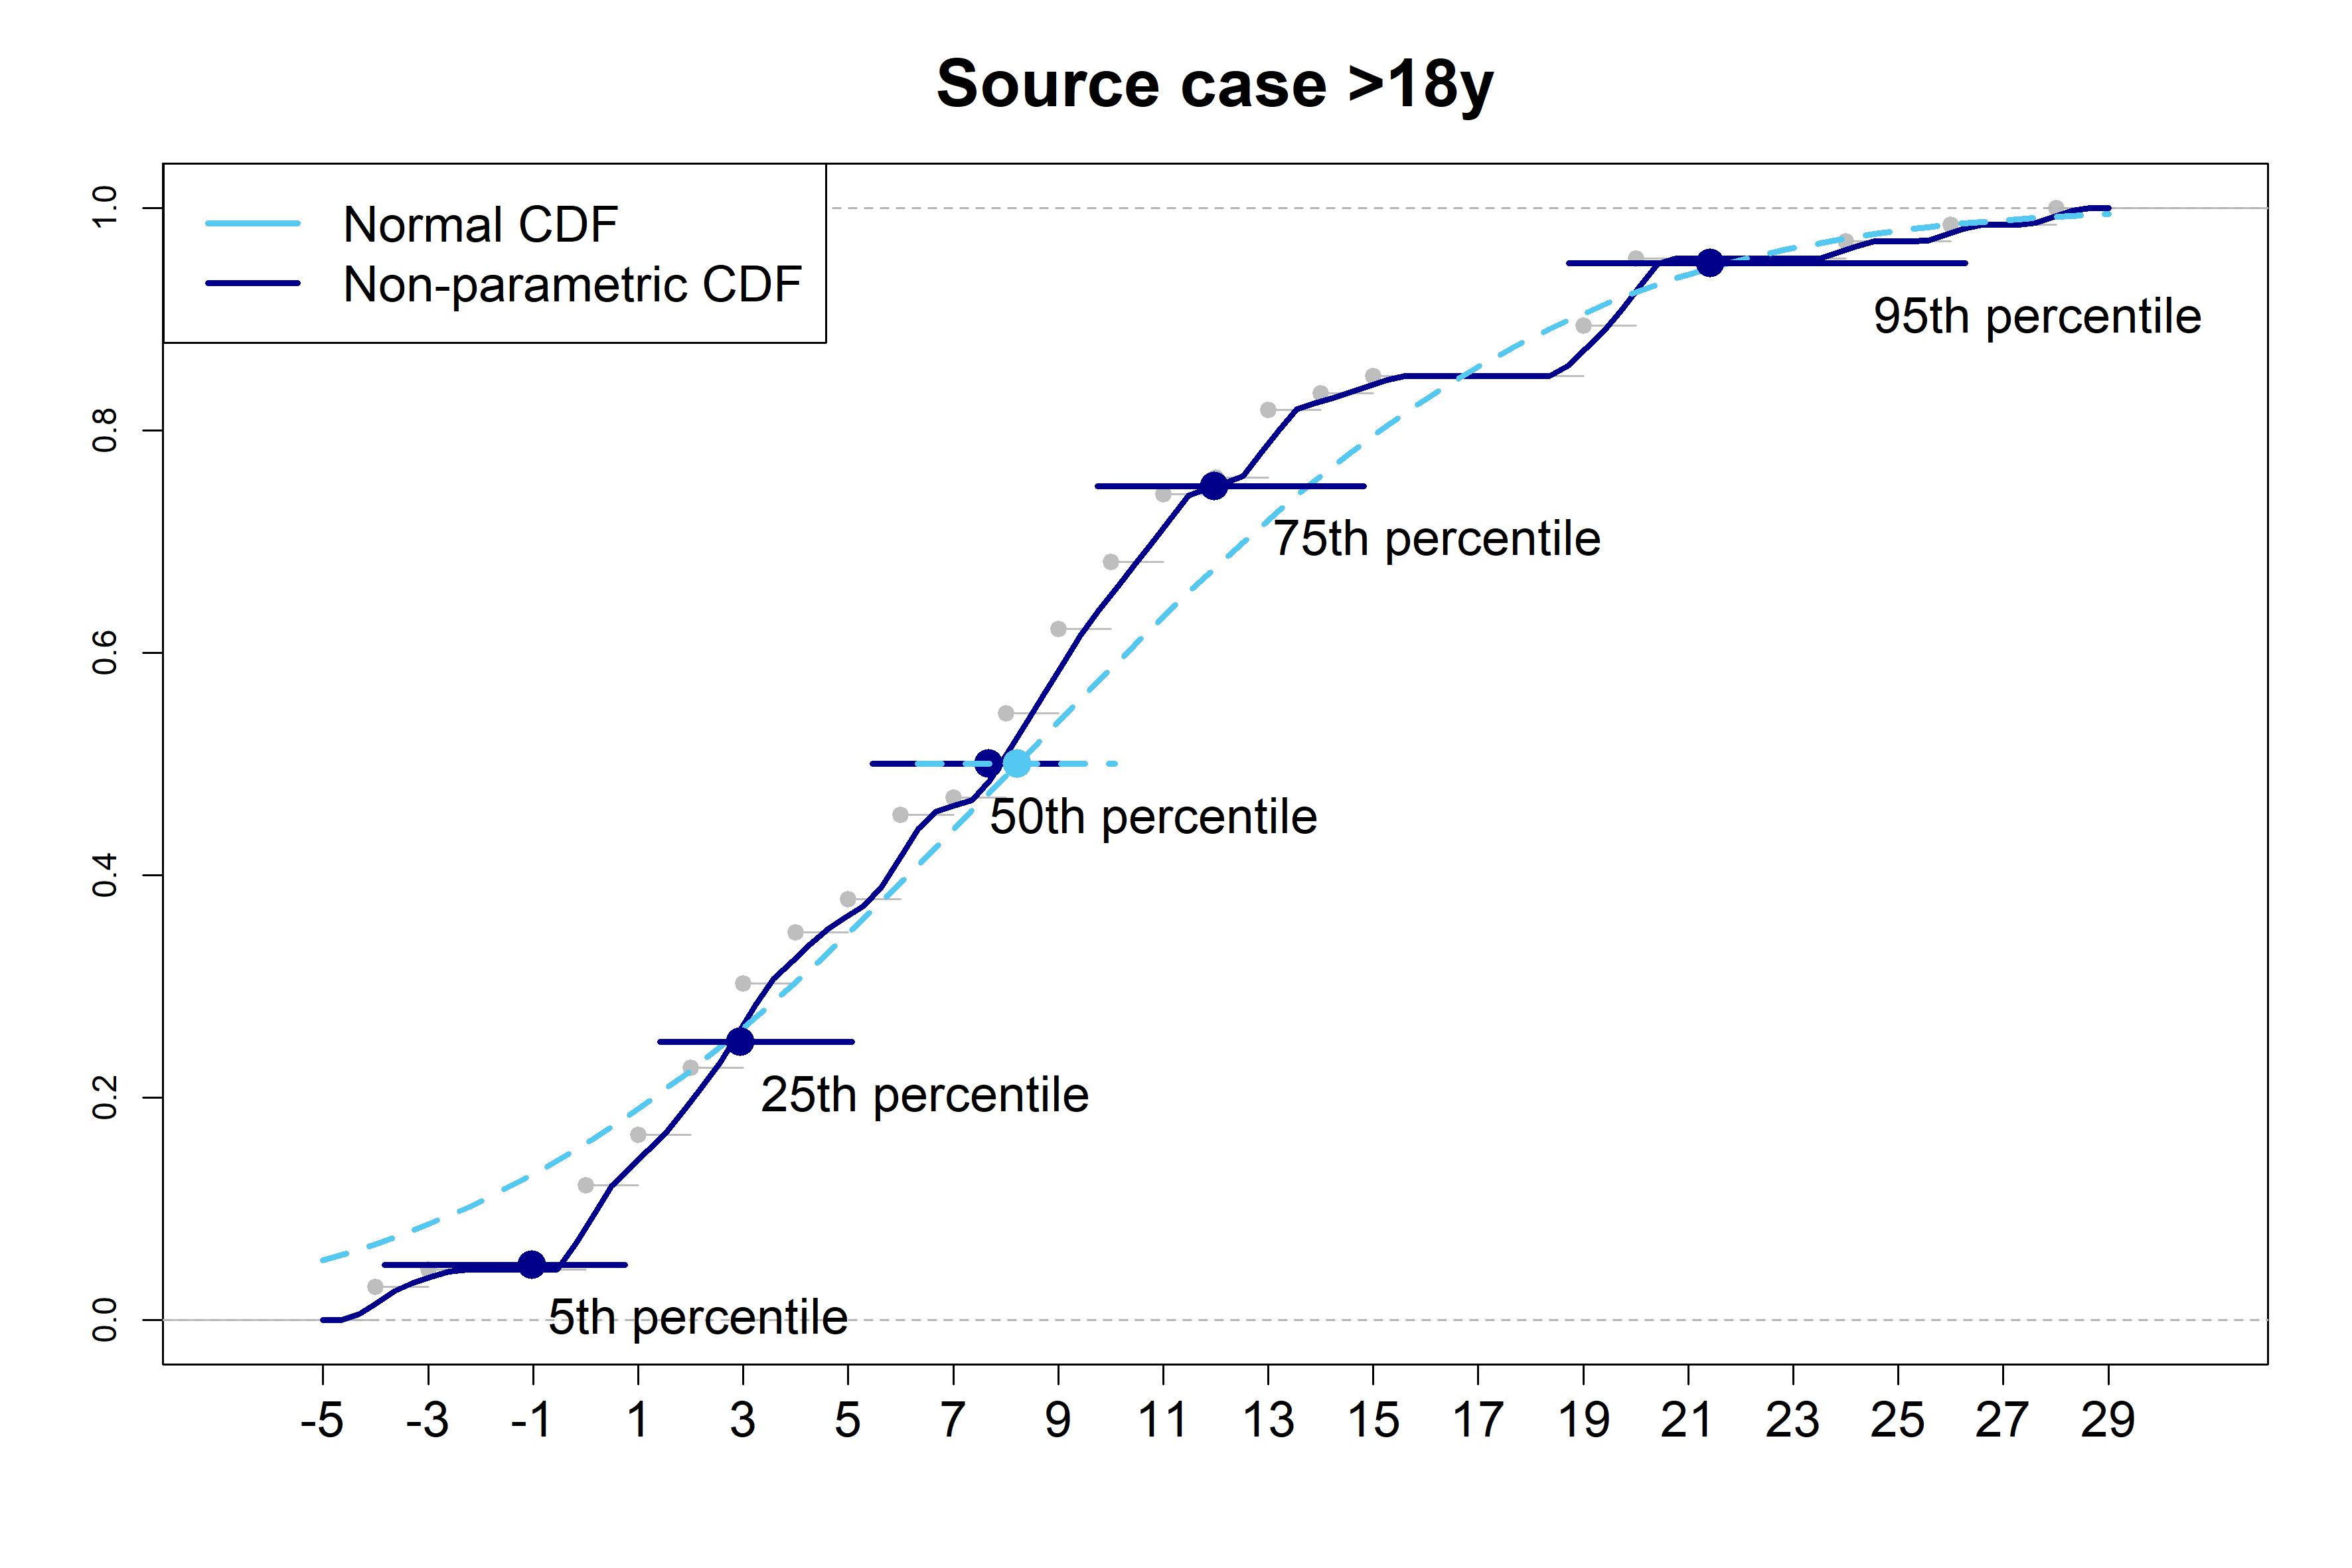 Source case >18y
Normal CDF
Non-parametric CDF
1.0
0.8
0.6
0.4
0.2
0.0
95th percentile
75th percentile
50th percentile
25th percentile
5th percentile
-5 -3 -1 1 3 5 7 9 11 13 15 17 19 21 23 25 27 29